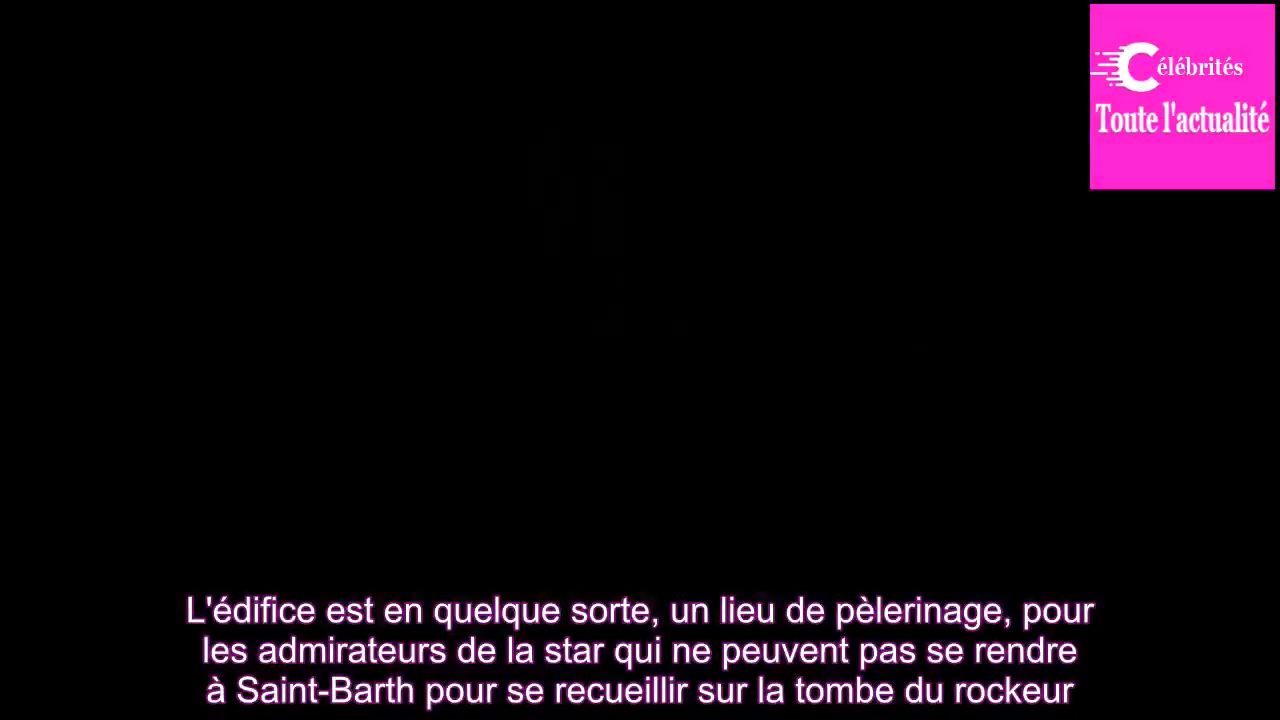 Célébrités
Toute l'actualité
L'édifice est en quelque sorte, un lieu de pèlerinage, pour
les admirateurs de la star qui ne peuvent pas se rendre
à Saint-Barth pour se recueillir sur la tombe du rockeur